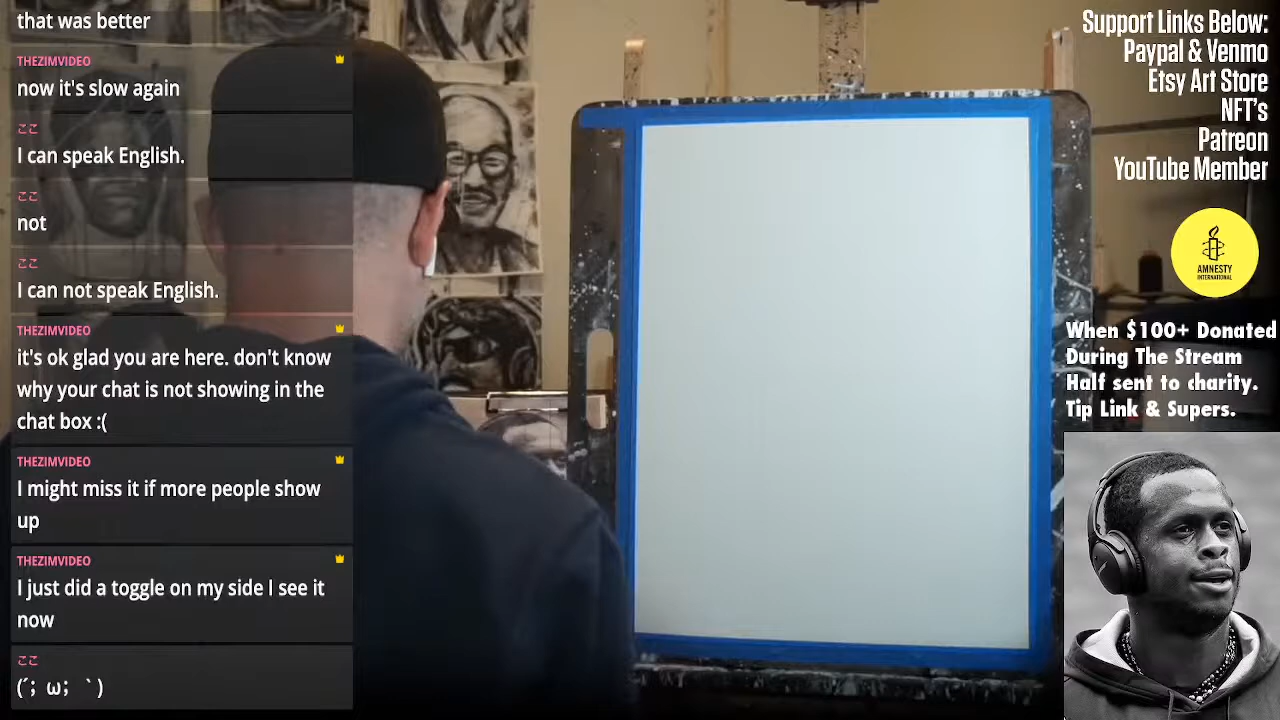 that was better
THEZIMVIDEO
now it's slow again
ここ
I can speak English.
ここ
not
ここ
I can not speak English.
THEZIMVIDEO
it's ok glad you are here. don't know
why your chat is not showing in the
chat box :(
THEZIMVIDEO
I might miss it if more people show
up
THEZIMVIDEO
I just did a toggle on my side I see it
now
ここ
(´; ω; ｀)
Support Links Below:
Paypal & Venmo
Etsy Art Store
NFT's
Patreon
YouTube Member
AMNESTY
INTERNATIONAL
When $100+ Donated
During The Stream
Half sent to charity.
Tip Link & Supers.